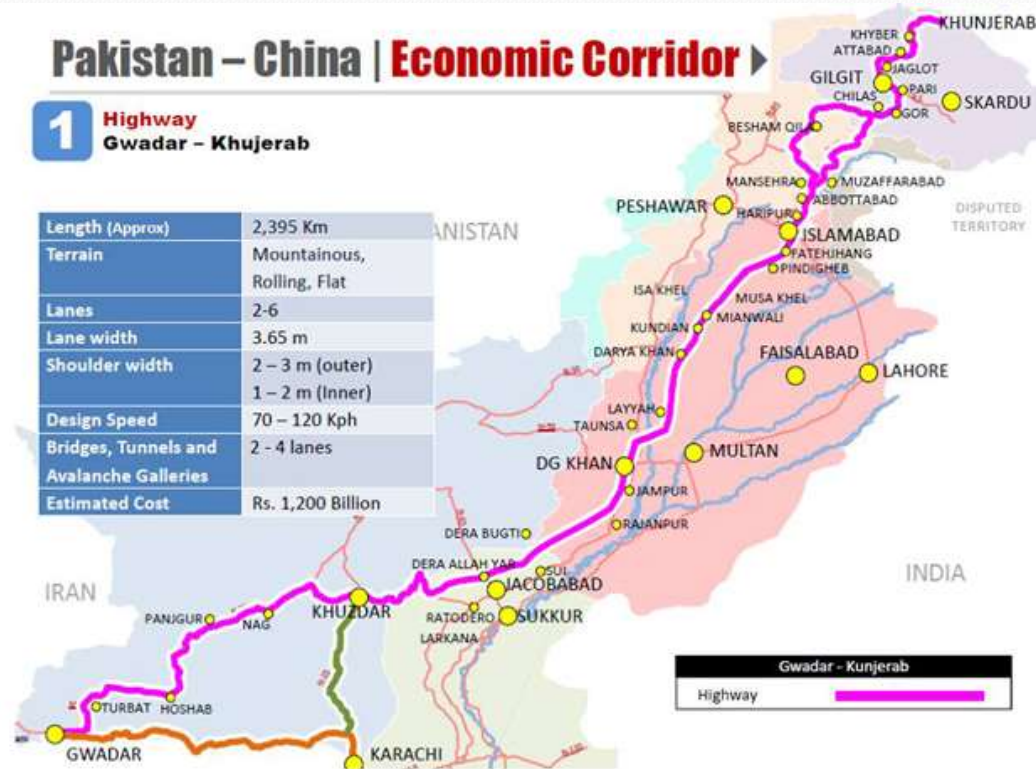 Pakistan – China | Economic Corridor
1
Highway
Gwadar – Khujerab
Length (Approx) 2,395 Km
Terrain Mountainous,
Rolling, Flat
Lanes 2-6
Lane width 3.65 m
Shoulder width 2 – 3 m (outer)
1 – 2 m (Inner)
Design Speed 70 – 120 Kph
Bridges, Tunnels and 2 - 4 lanes
Avalanche Galleries
Estimated Cost Rs. 1,200 Billion
KHUNJERAB
KHYBER
ATTABAD
JAGLOT
GILGIT
PARI
CHILAS
SKARDU
GOR
BESHAM QILA
MANSEHRA
MUZAFFARABAD
ABBOTTABAD
PESHAWAR
HARIPUR
DISPUTED
TERRITORY
ANISTAN
ISLAMABAD
FATEHJHANG
PINDIGHEB
ISA KHEL
MUSA KHEL
MIANWALI
KUNDIAN
DARYA KHAN
FAISALABAD
LAHORE
LAYYAH
TAUNSA
MULTAN
DG KHAN
JAMPUR
RAJANPUR
DERA BUGTI
DERA ALLAH YAR
SUI
JACOBABAD
INDIA
IRAN
KHUZDAR
RATODERO
SUKKUR
PANJGUR
NAG
LARKANA
TURBAT
HOSHAB
GWADAR
KARACHI
Gwadar - Kunjerab
Highway